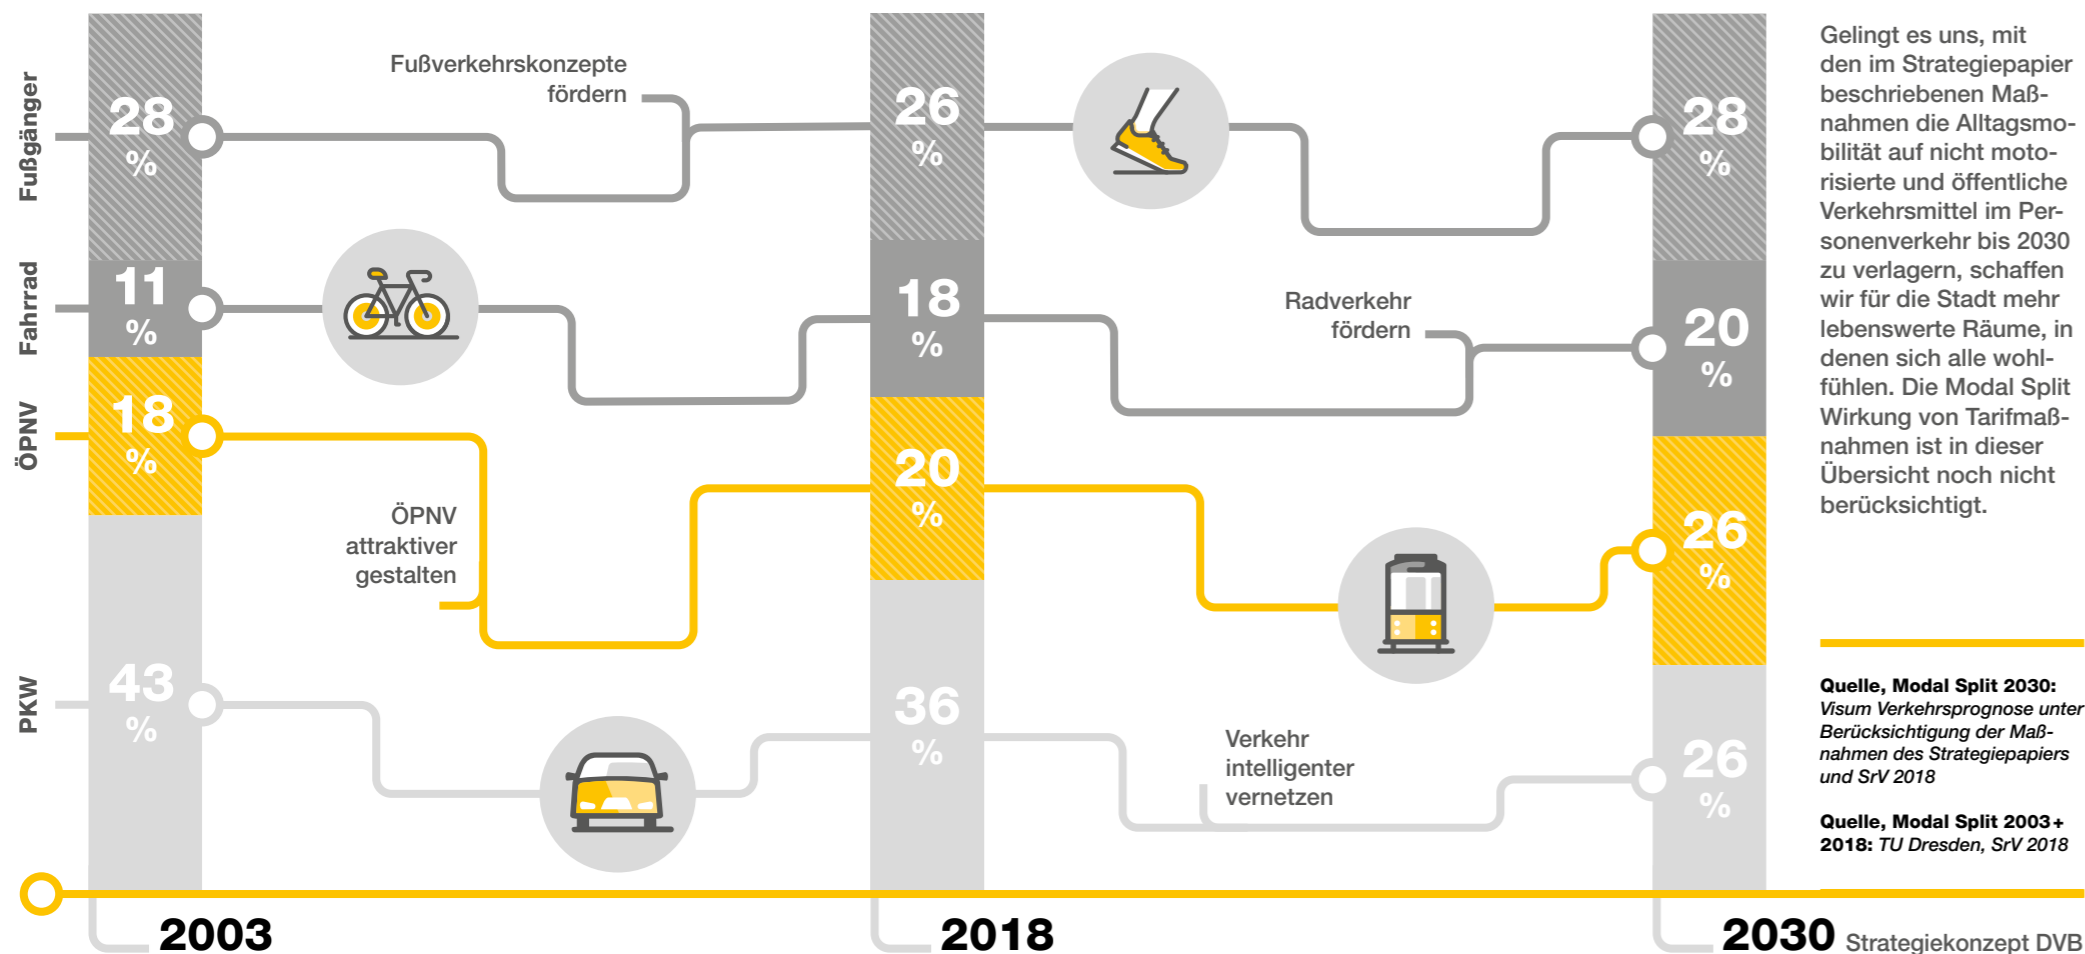 Fußgänger
Fahrrad
ÖPNV
PKW
28
%
11
%
18
%
43
%
Fußverkehrskonzepte
fördern
ÖPNV
attraktiver
gestalten
26
%
18
%
20
%
36
%
Radverkehr
fördern
Verkehr
intelligenter
vernetzen
28
%
20
%
26
%
26
%
Gelingt es uns, mit
den im Strategiepapier
beschriebenen Maß-
nahmen die Alltagsmo-
bilität auf nicht moto-
risierte und öffentliche
Verkehrsmittel im Per-
sonenverkehr bis 2030
zu verlagern, schaffen
wir für die Stadt mehr
lebenswerte Räume, in
denen sich alle wohl-
fühlen. Die Modal Split
Wirkung von Tarifmaß-
nahmen ist in dieser
Übersicht noch nicht
berücksichtigt.
Quelle, Modal Split 2030:
Visum Verkehrsprognose unter
Berücksichtigung der Maß-
nahmen des Strategiepapiers
und SrV 2018
Quelle, Modal Split 2003+
2018: TU Dresden, SrV 2018
2003
2018
2030
Strategiekonzept DVB